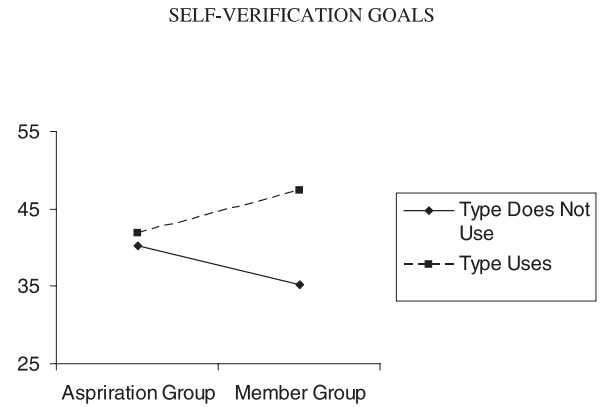 SELF-VERIFICATION GOALS
55
45
35
25
Aspriration Group Member Group
Type Does Not
Use
Type Uses